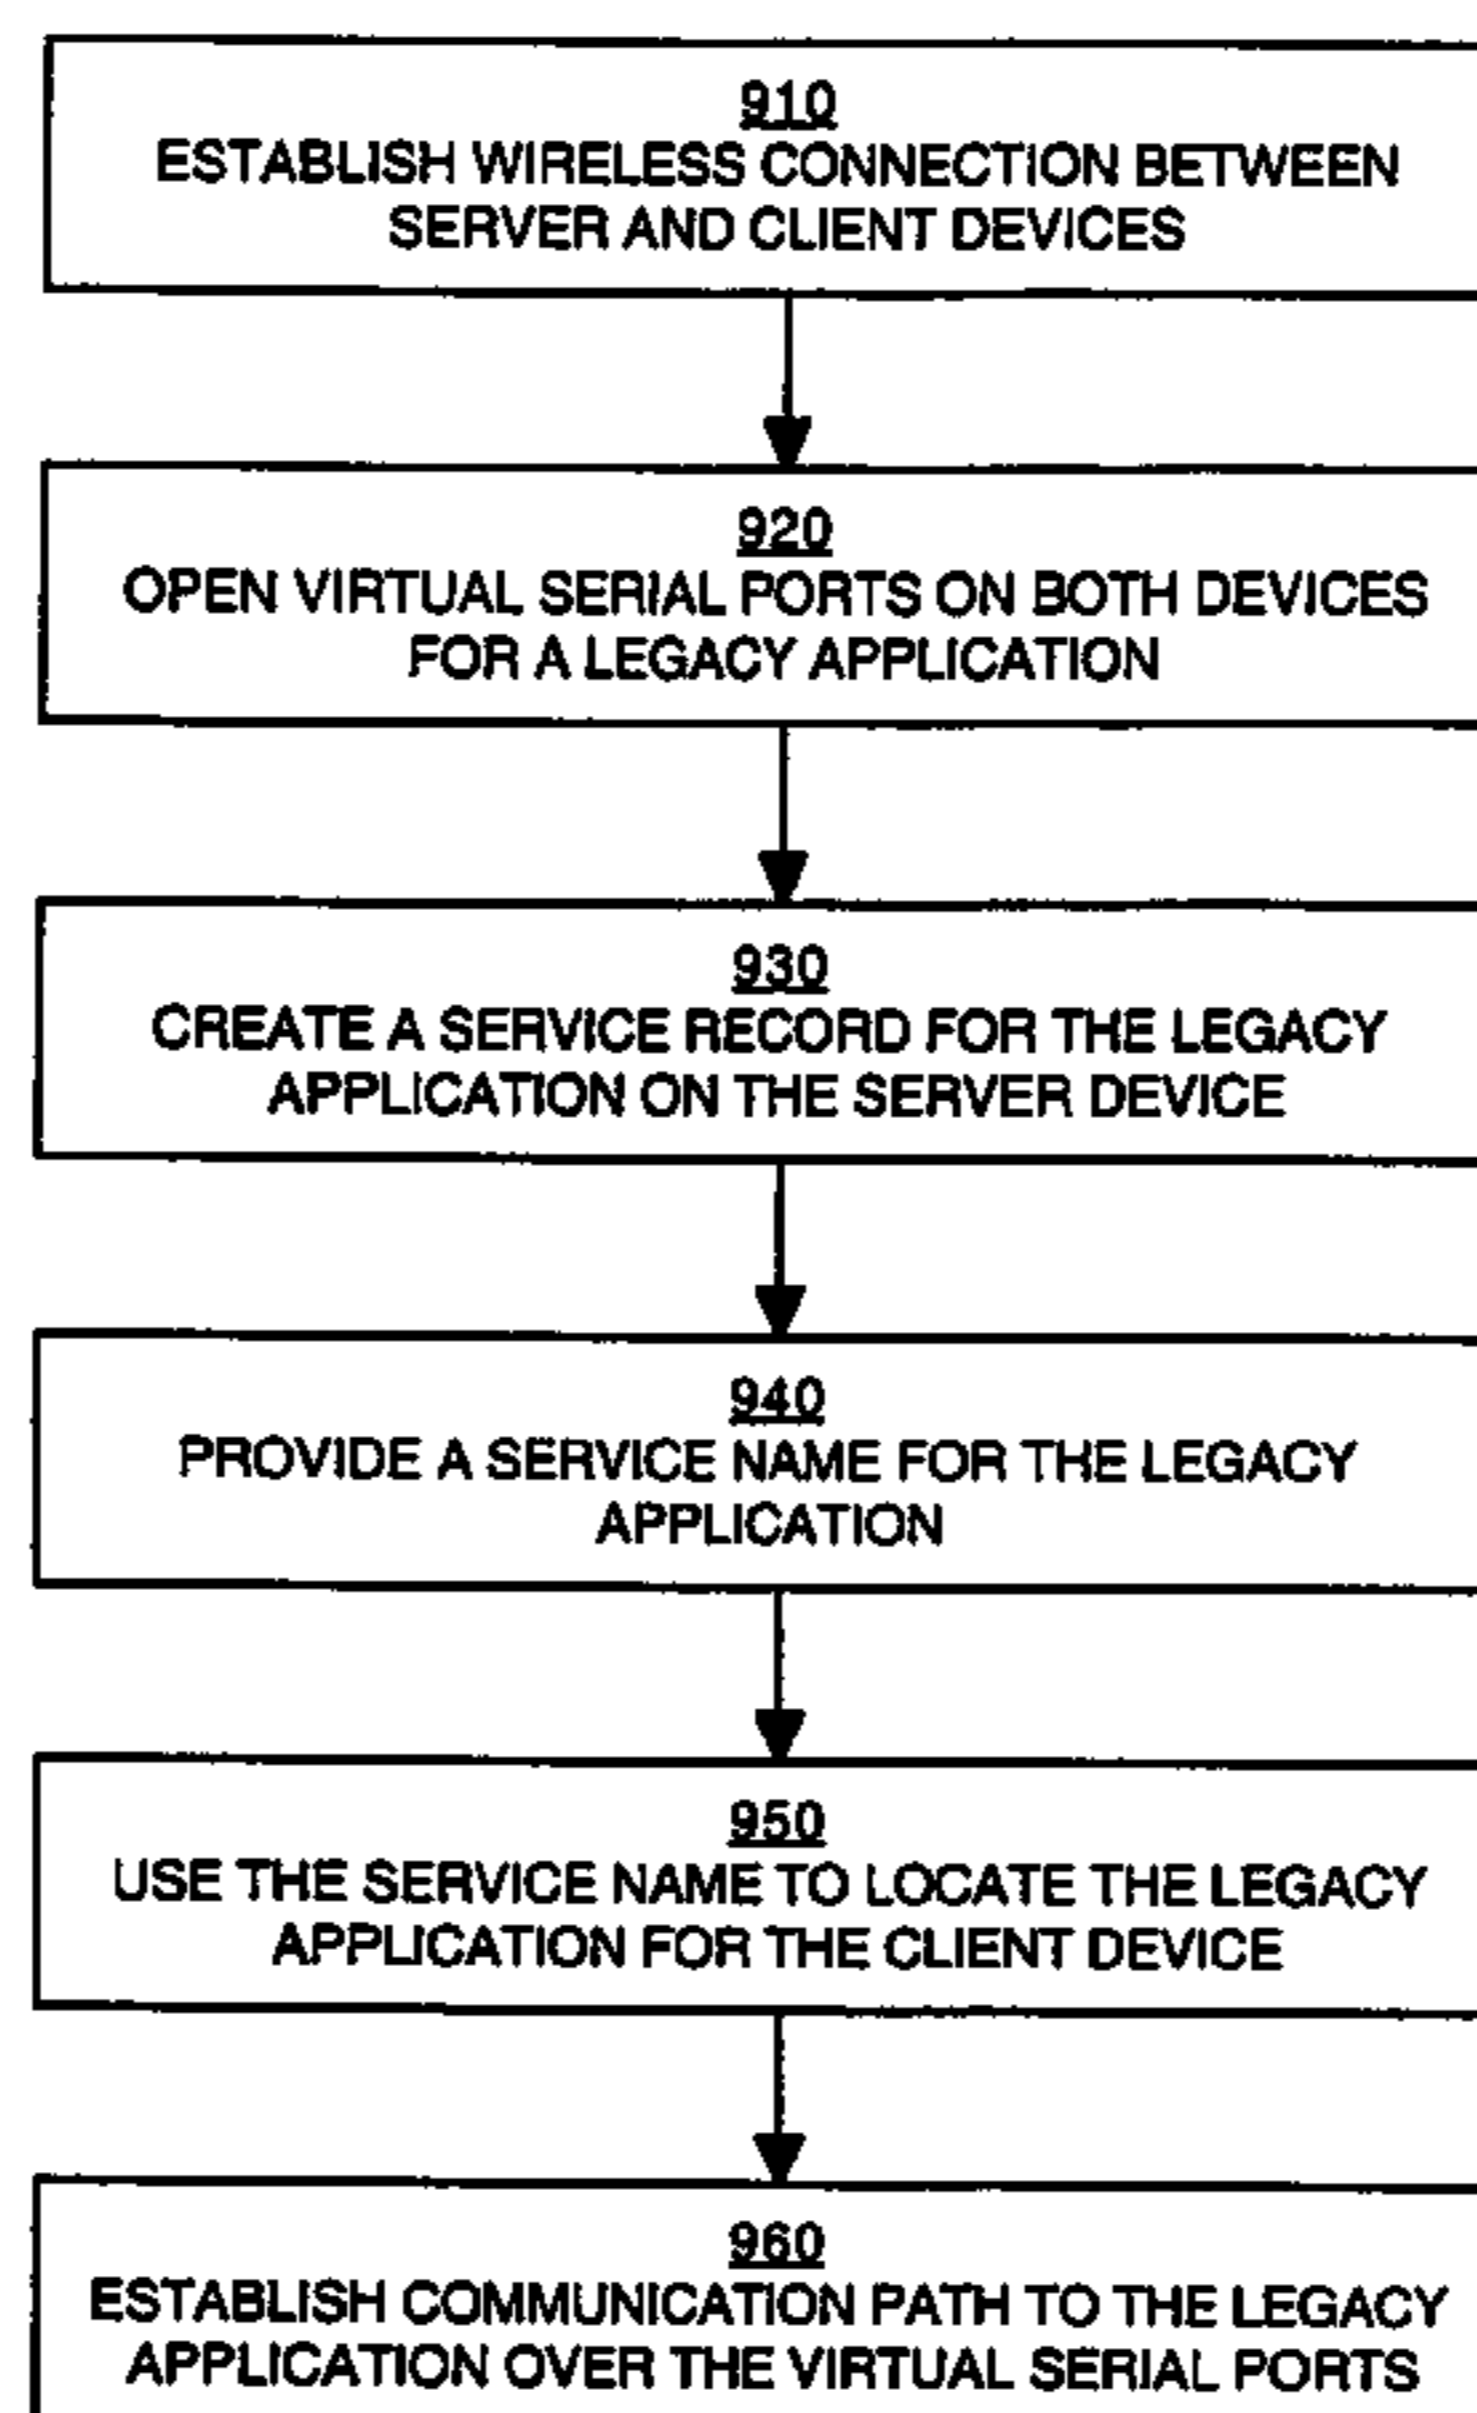 910
ESTABLISH WIRELESS CONNECTION BETWEEN
SERVER AND CLIENT DEVICES
920
OPEN VIRTUAL SERIAL PORTS ON BOTH DEVICES
FOR A LEGACY APPLICATION
930
CREATE A SERVICE RECORD FOR THE LEGACY
APPLICATION ON THE SERVER DEVICE
940
PROVIDE A SERVICE NAME FOR THE LEGACY
APPLICATION
950
USE THE SERVICE NAME TO LOCATE THE LEGACY
APPLICATION FOR THE CLIENT DEVICE
960
ESTABLISH COMMUNICATION PATH TO THE LEGACY
APPLICATION OVER THE VIRTUAL SERIAL PORTS